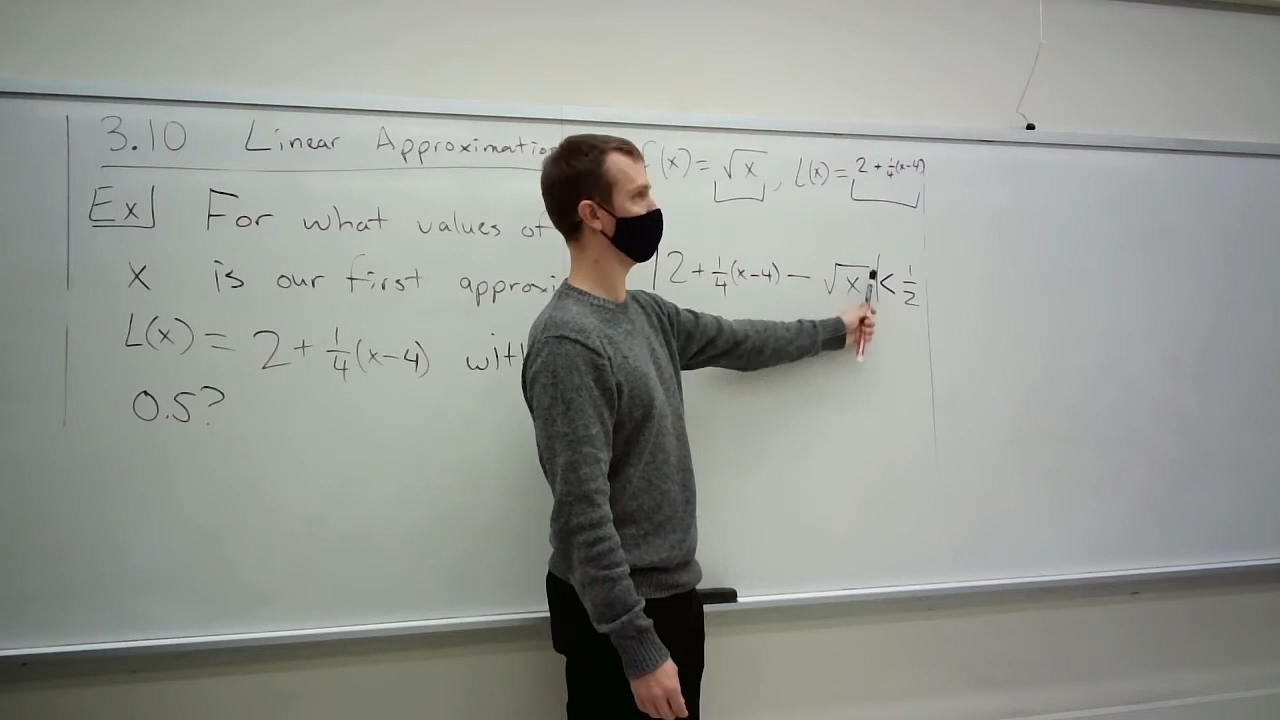 3.10 Linear Approximatio
Ex For what values of
x is our first approxi
L(x) = 2 + 1/4(x-4) with
0.5?
f(x) = √x , L(x) = 2 + 1/4(x-4)
|2 + 1/4(x-4) - √x| < 1/2